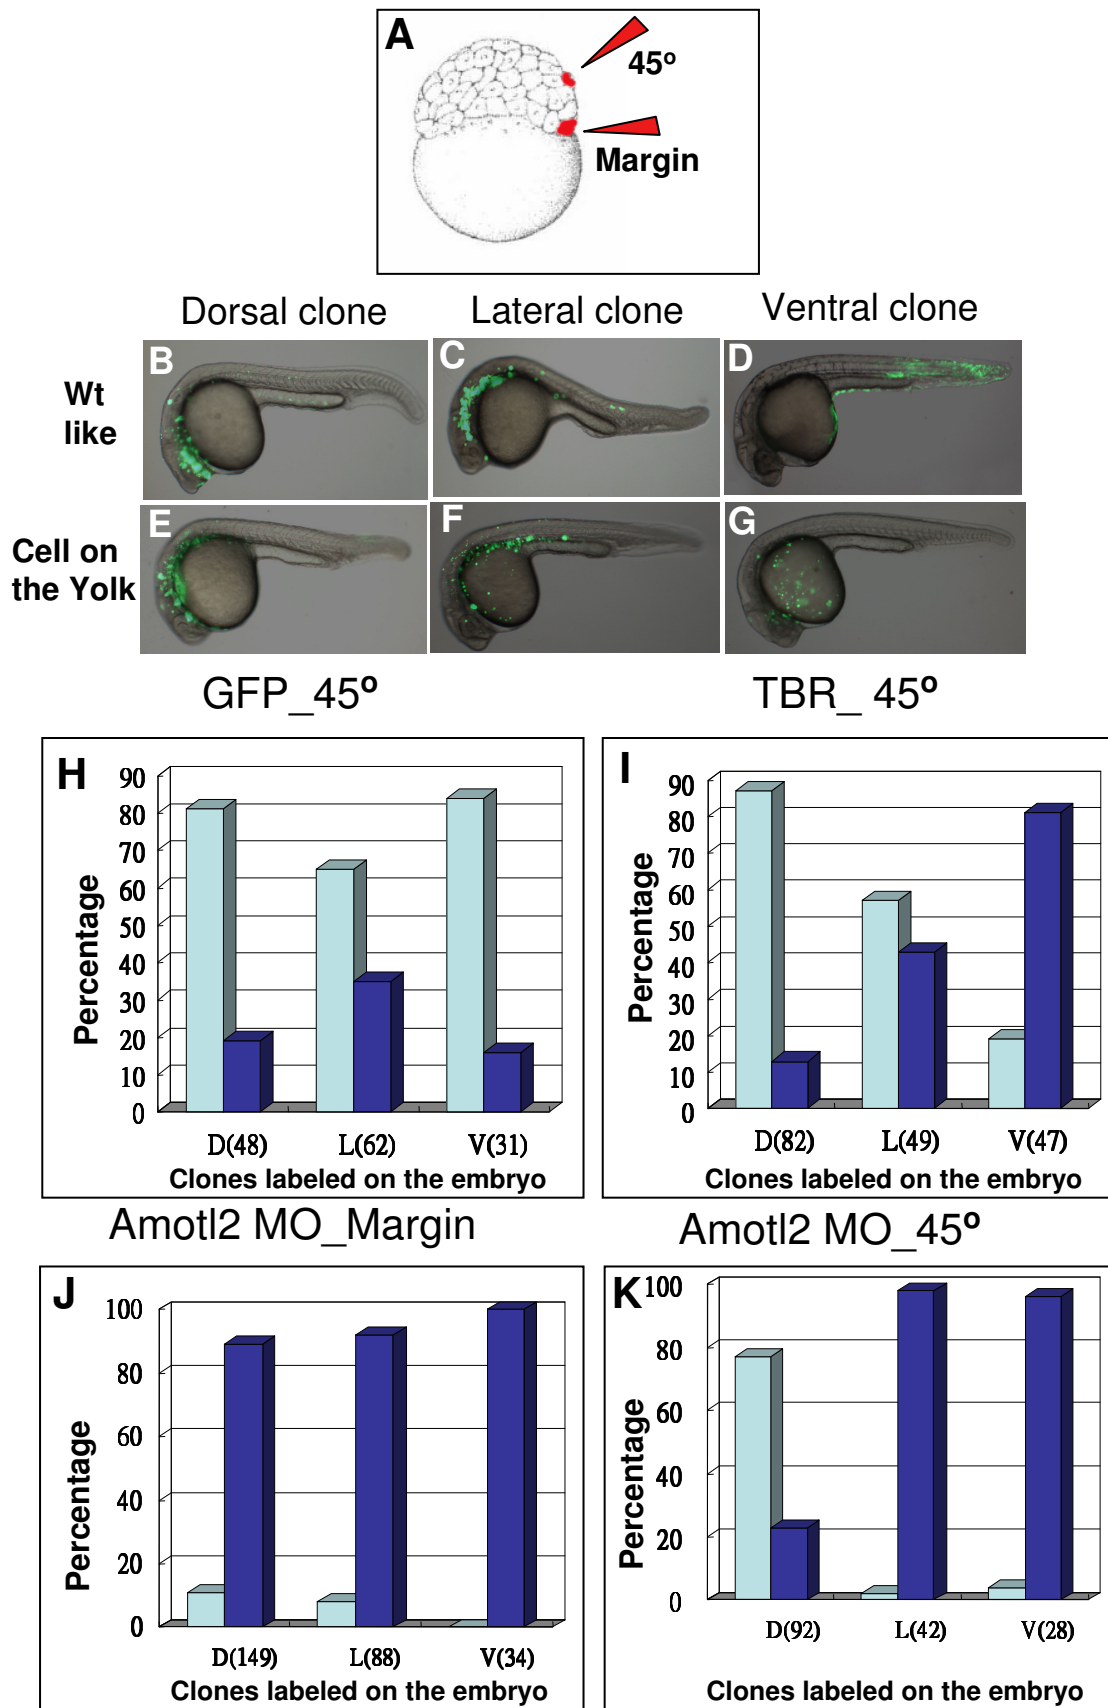 A
45º
Margin
Dorsal clone
Lateral clone
Ventral clone
Wt
like
B
C
D
Cell on
the Yolk
E
F
G
GFP_45º
TBR_ 45º
H
Percentage
90
80
70
60
50
40
30
20
10
0
D(48)
L(62)
V(31)
Clones labeled on the embryo
I
Percentage
90
80
70
60
50
40
30
20
10
0
D(82)
L(49)
V(47)
Clones labeled on the embryo
Amotl2 MO_Margin
Amotl2 MO_45º
J
Percentage
100
80
60
40
20
0
D(149)
L(88)
V(34)
Clones labeled on the embryo
K
Percentage
100
80
60
40
20
0
D(92)
L(42)
V(28)
Clones labeled on the embryo